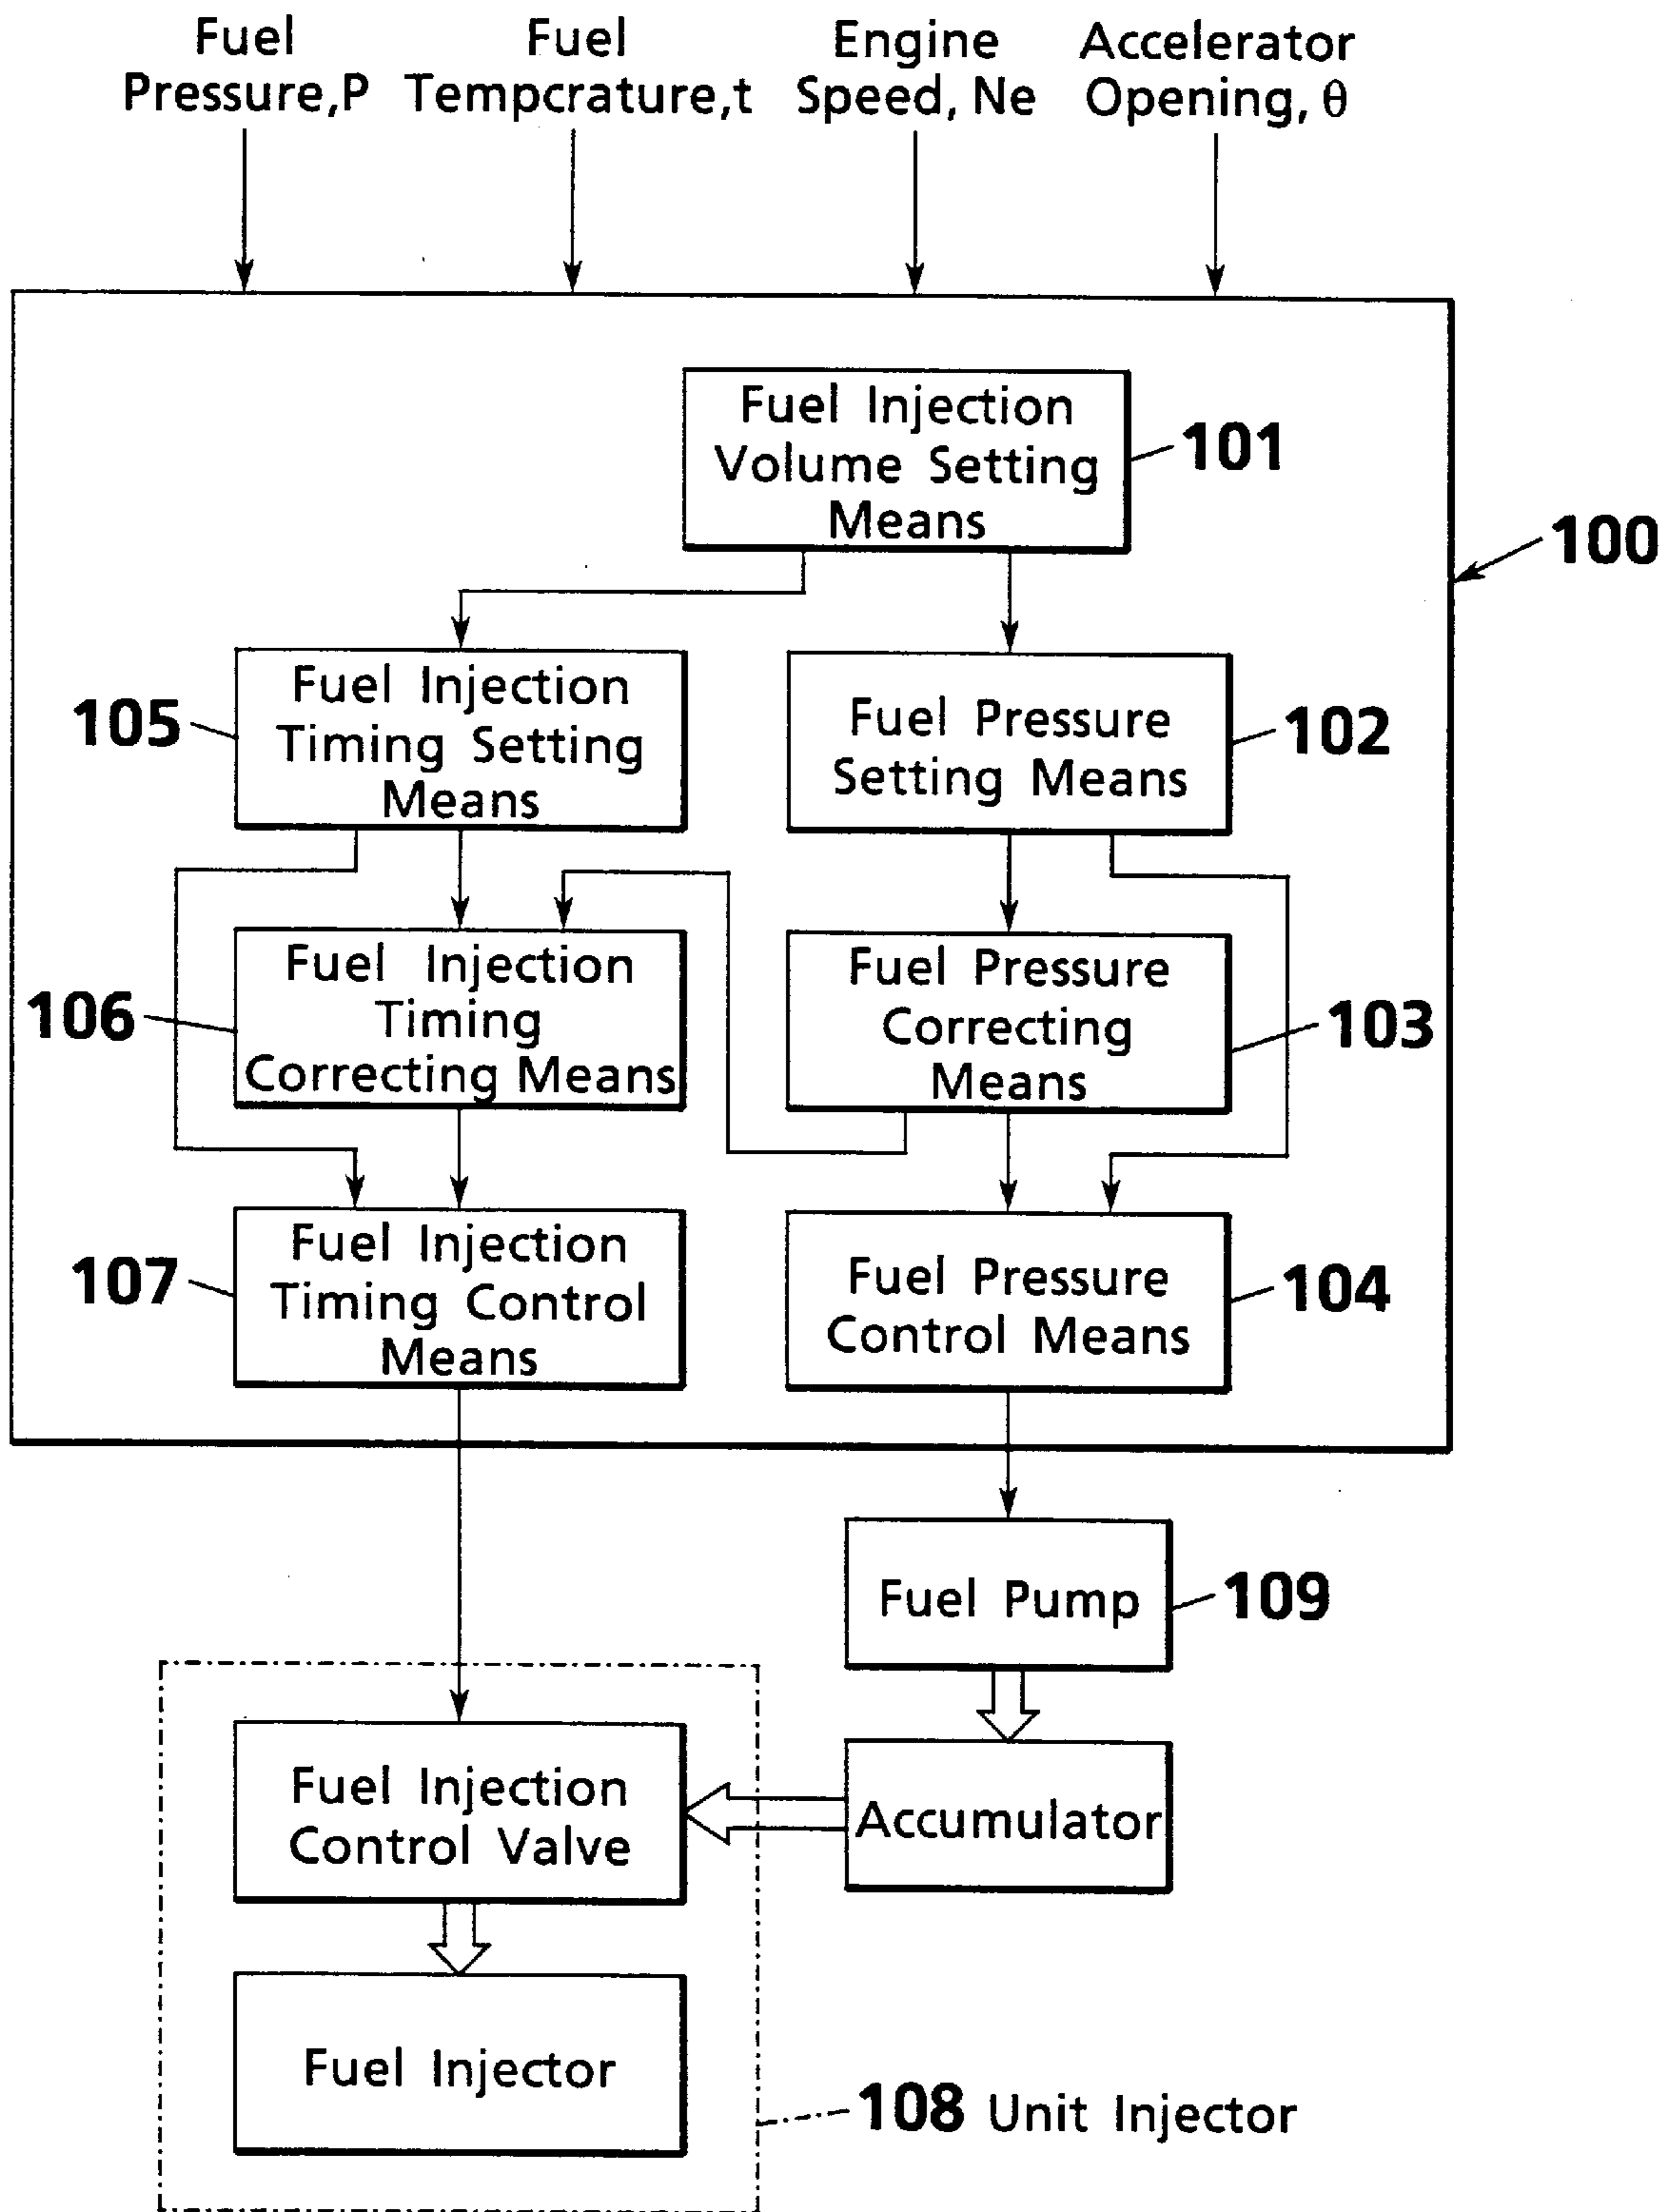 Fuel
Pressure,P
Fuel
Tempcrature,t
Engine
Speed, Ne
Accelerator
Opening, θ
Fuel Injection
Volume Setting
Means
101
100
Fuel Injection
Timing Setting
Means
105
Fuel Pressure
Setting Means
102
Fuel Injection
Timing
Correcting Means
106
Fuel Pressure
Correcting
Means
103
Fuel Injection
Timing Control
Means
107
Fuel Pressure
Control Means
104
Fuel Pump
109
Fuel Injection
Control Valve
Accumulator
Fuel Injector
108 Unit Injector